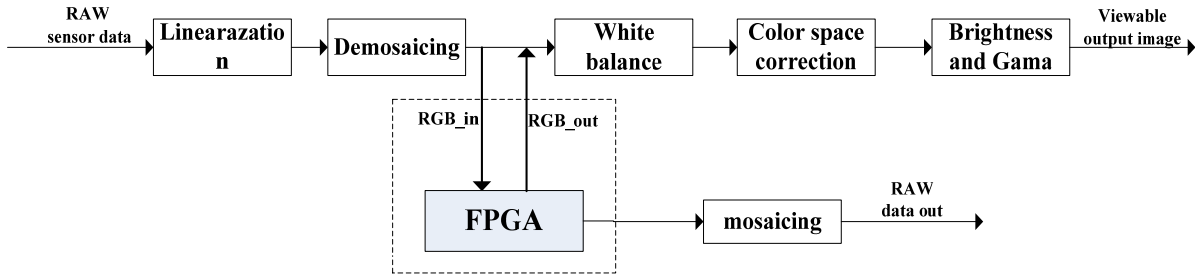 RAW
sensor data
Linearazatio
n
Demosaicing
White
balance
Color space
correction
Brightness
and Gama
Viewable
output image
RGB_in
RGB_out
FPGA
mosaicing
RAW
data out